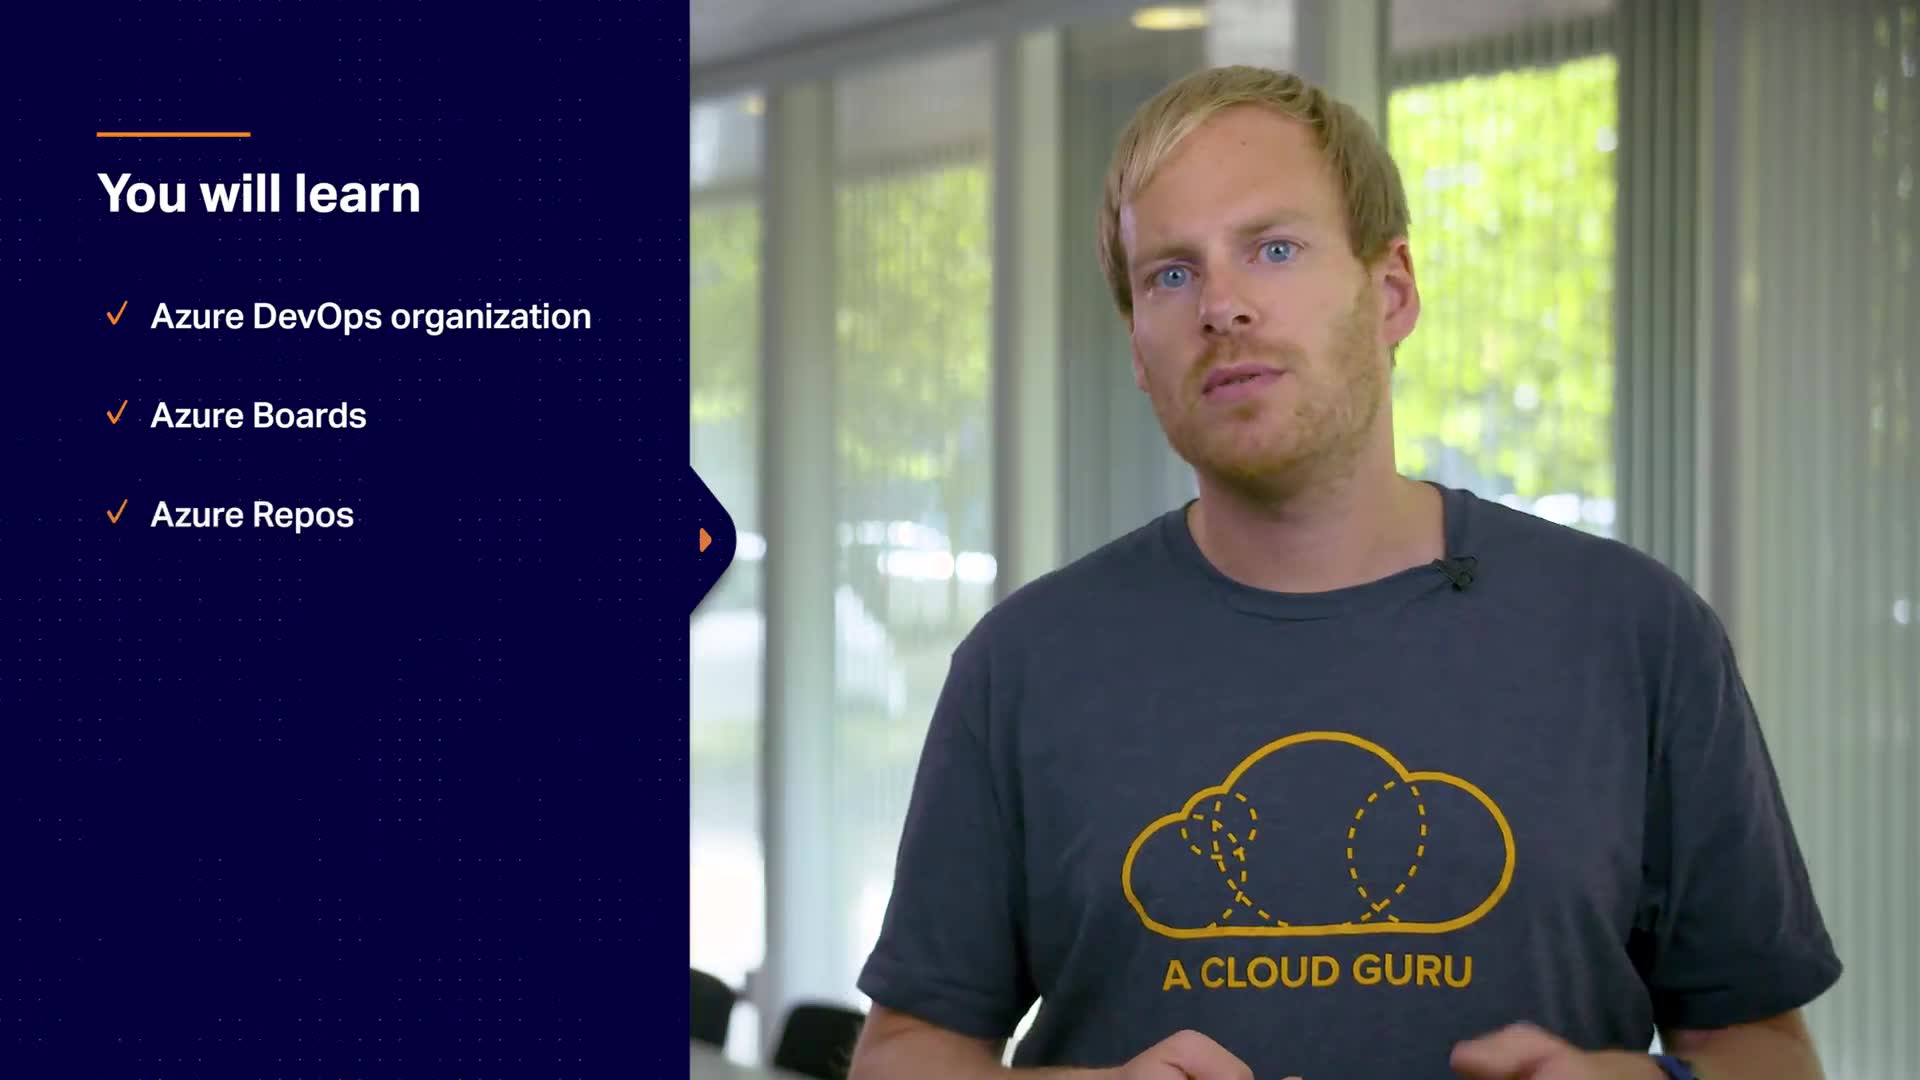 You will learn
Azure DevOps organization
Azure Boards
Azure Repos
A CLOUD GURU